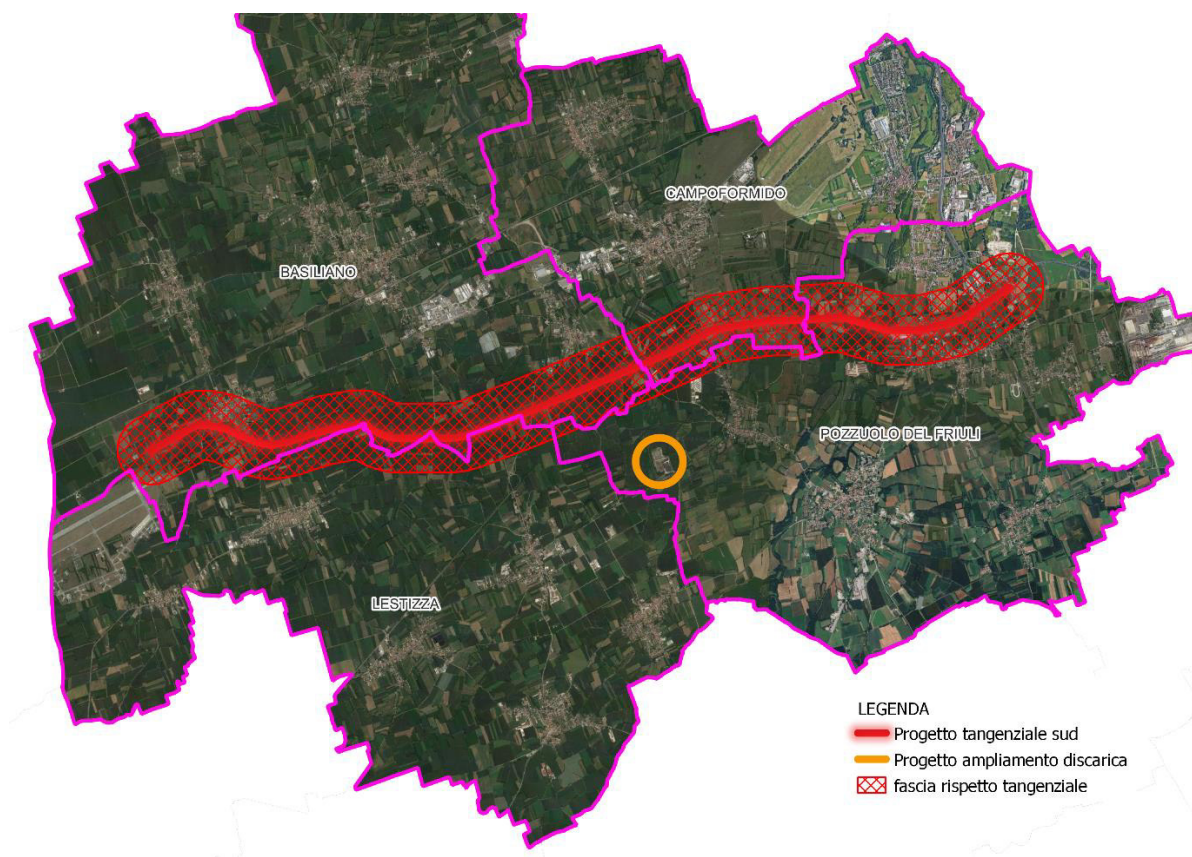 CAMPOFORMIDO
BASILIANO
POZZUOLO DEL FRIULI
LESTIZZA
LEGENDA
Progetto tangenziale sud
Progetto ampliamento discarica
fascia rispetto tangenziale